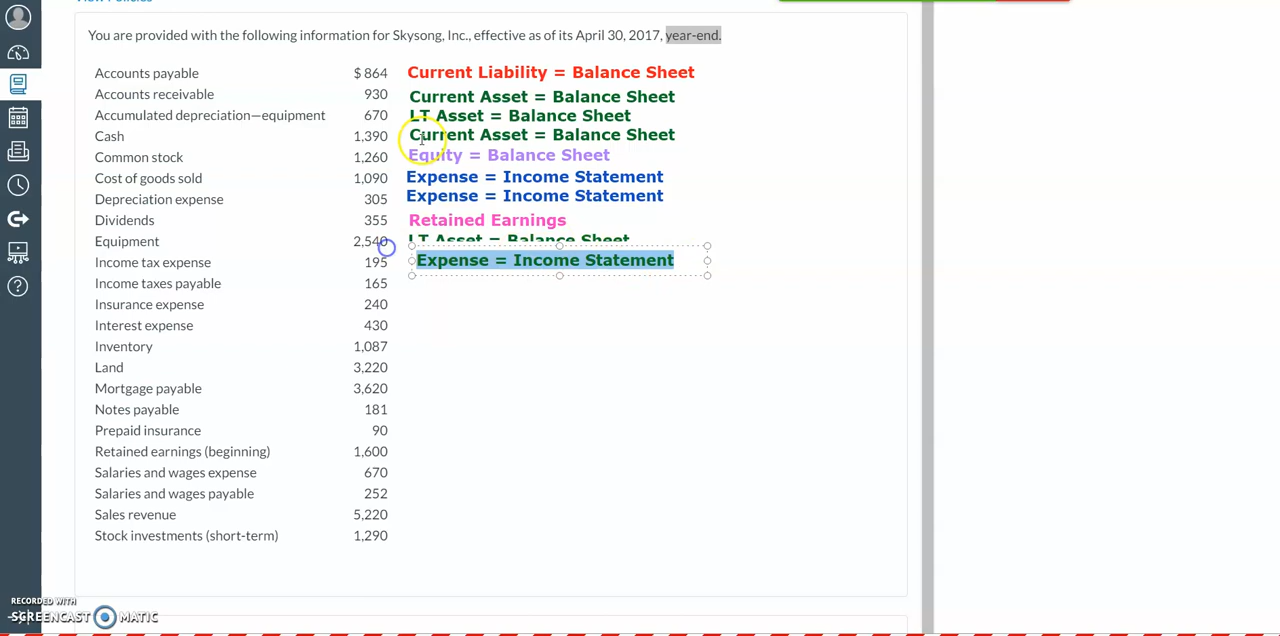 You are provided with the following information for Skysong, Inc., effective as of its April 30, 2017, year-end.
Accounts payable $ 864 Current Liability = Balance Sheet
Accounts receivable 930 Current Asset = Balance Sheet
Accumulated depreciation—equipment 670 LT Asset = Balance Sheet
Cash 1,390 Current Asset = Balance Sheet
Common stock 1,260 Equity = Balance Sheet
Cost of goods sold 1,090 Expense = Income Statement
Depreciation expense 305 Expense = Income Statement
Dividends 355 Retained Earnings
Equipment 2,540 LT Asset = Balance Sheet
Income tax expense 195 Expense = Income Statement
Income taxes payable 165
Insurance expense 240
Interest expense 430
Inventory 1,087
Land 3,220
Mortgage payable 3,620
Notes payable 181
Prepaid insurance 90
Retained earnings (beginning) 1,600
Salaries and wages expense 670
Salaries and wages payable 252
Sales revenue 5,220
Stock investments (short-term) 1,290
RECORDED WITH
SCREENCAST MATIC